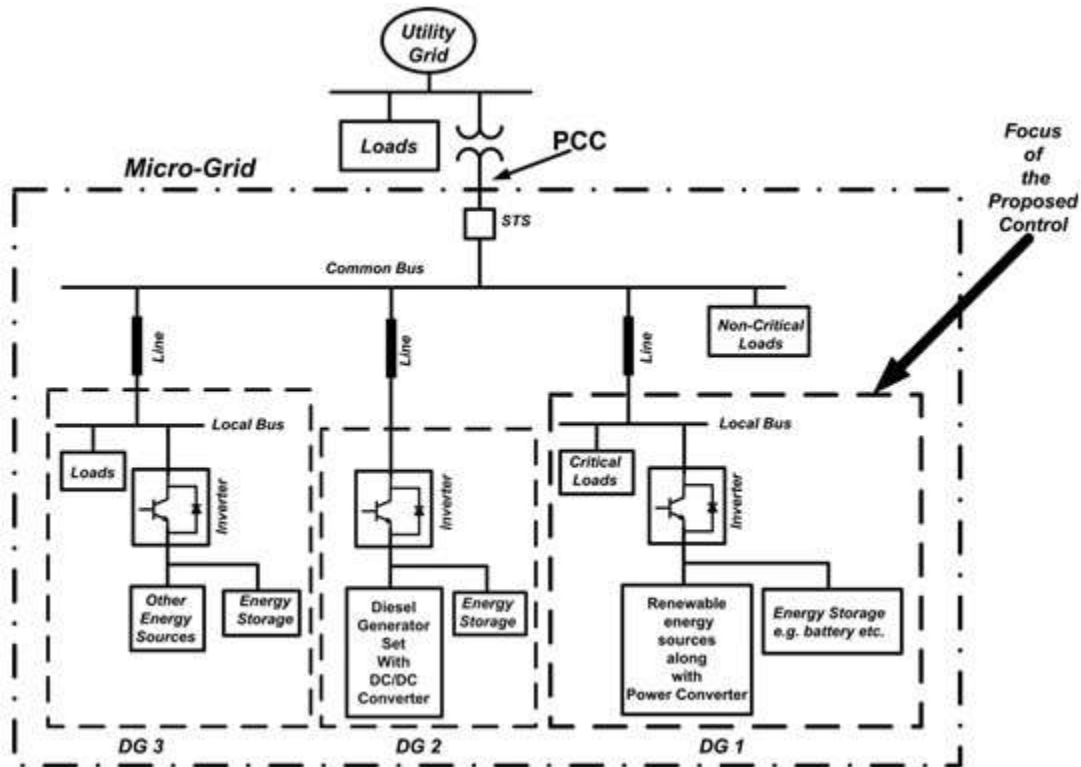 Utility
Grid
Loads
PCC
Micro-Grid
Focus
of
the
Proposed
Control
STS
Common Bus
Line
Line
Line
Non-Critical
Loads
Local Bus
Loads
Inverter
Other
Energy
Sources
Energy
Storage
Inverter
Diesel
Generator
Set
With
DC/DC
Converter
Energy
Storage
Local Bus
Critical
Loads
Inverter
Renewable
energy
sources
along
with
Power Converter
Energy Storage
e.g. battery etc.
DG 3
DG 2
DG 1